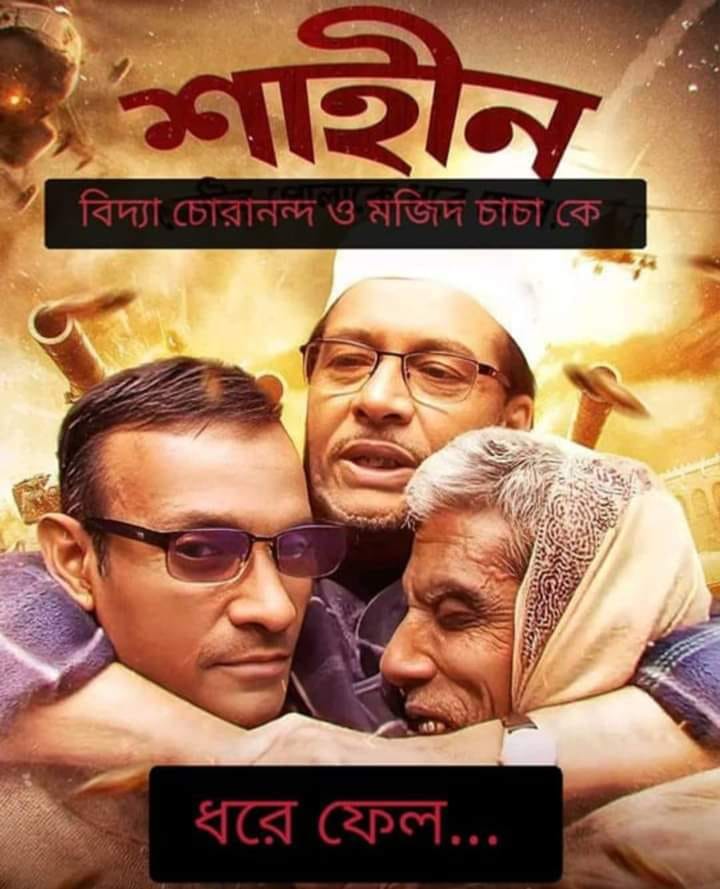 শাহীন
বিদ্যা চোরানন্দ ও মজিদ চাচা কে
ধরে ফেল...